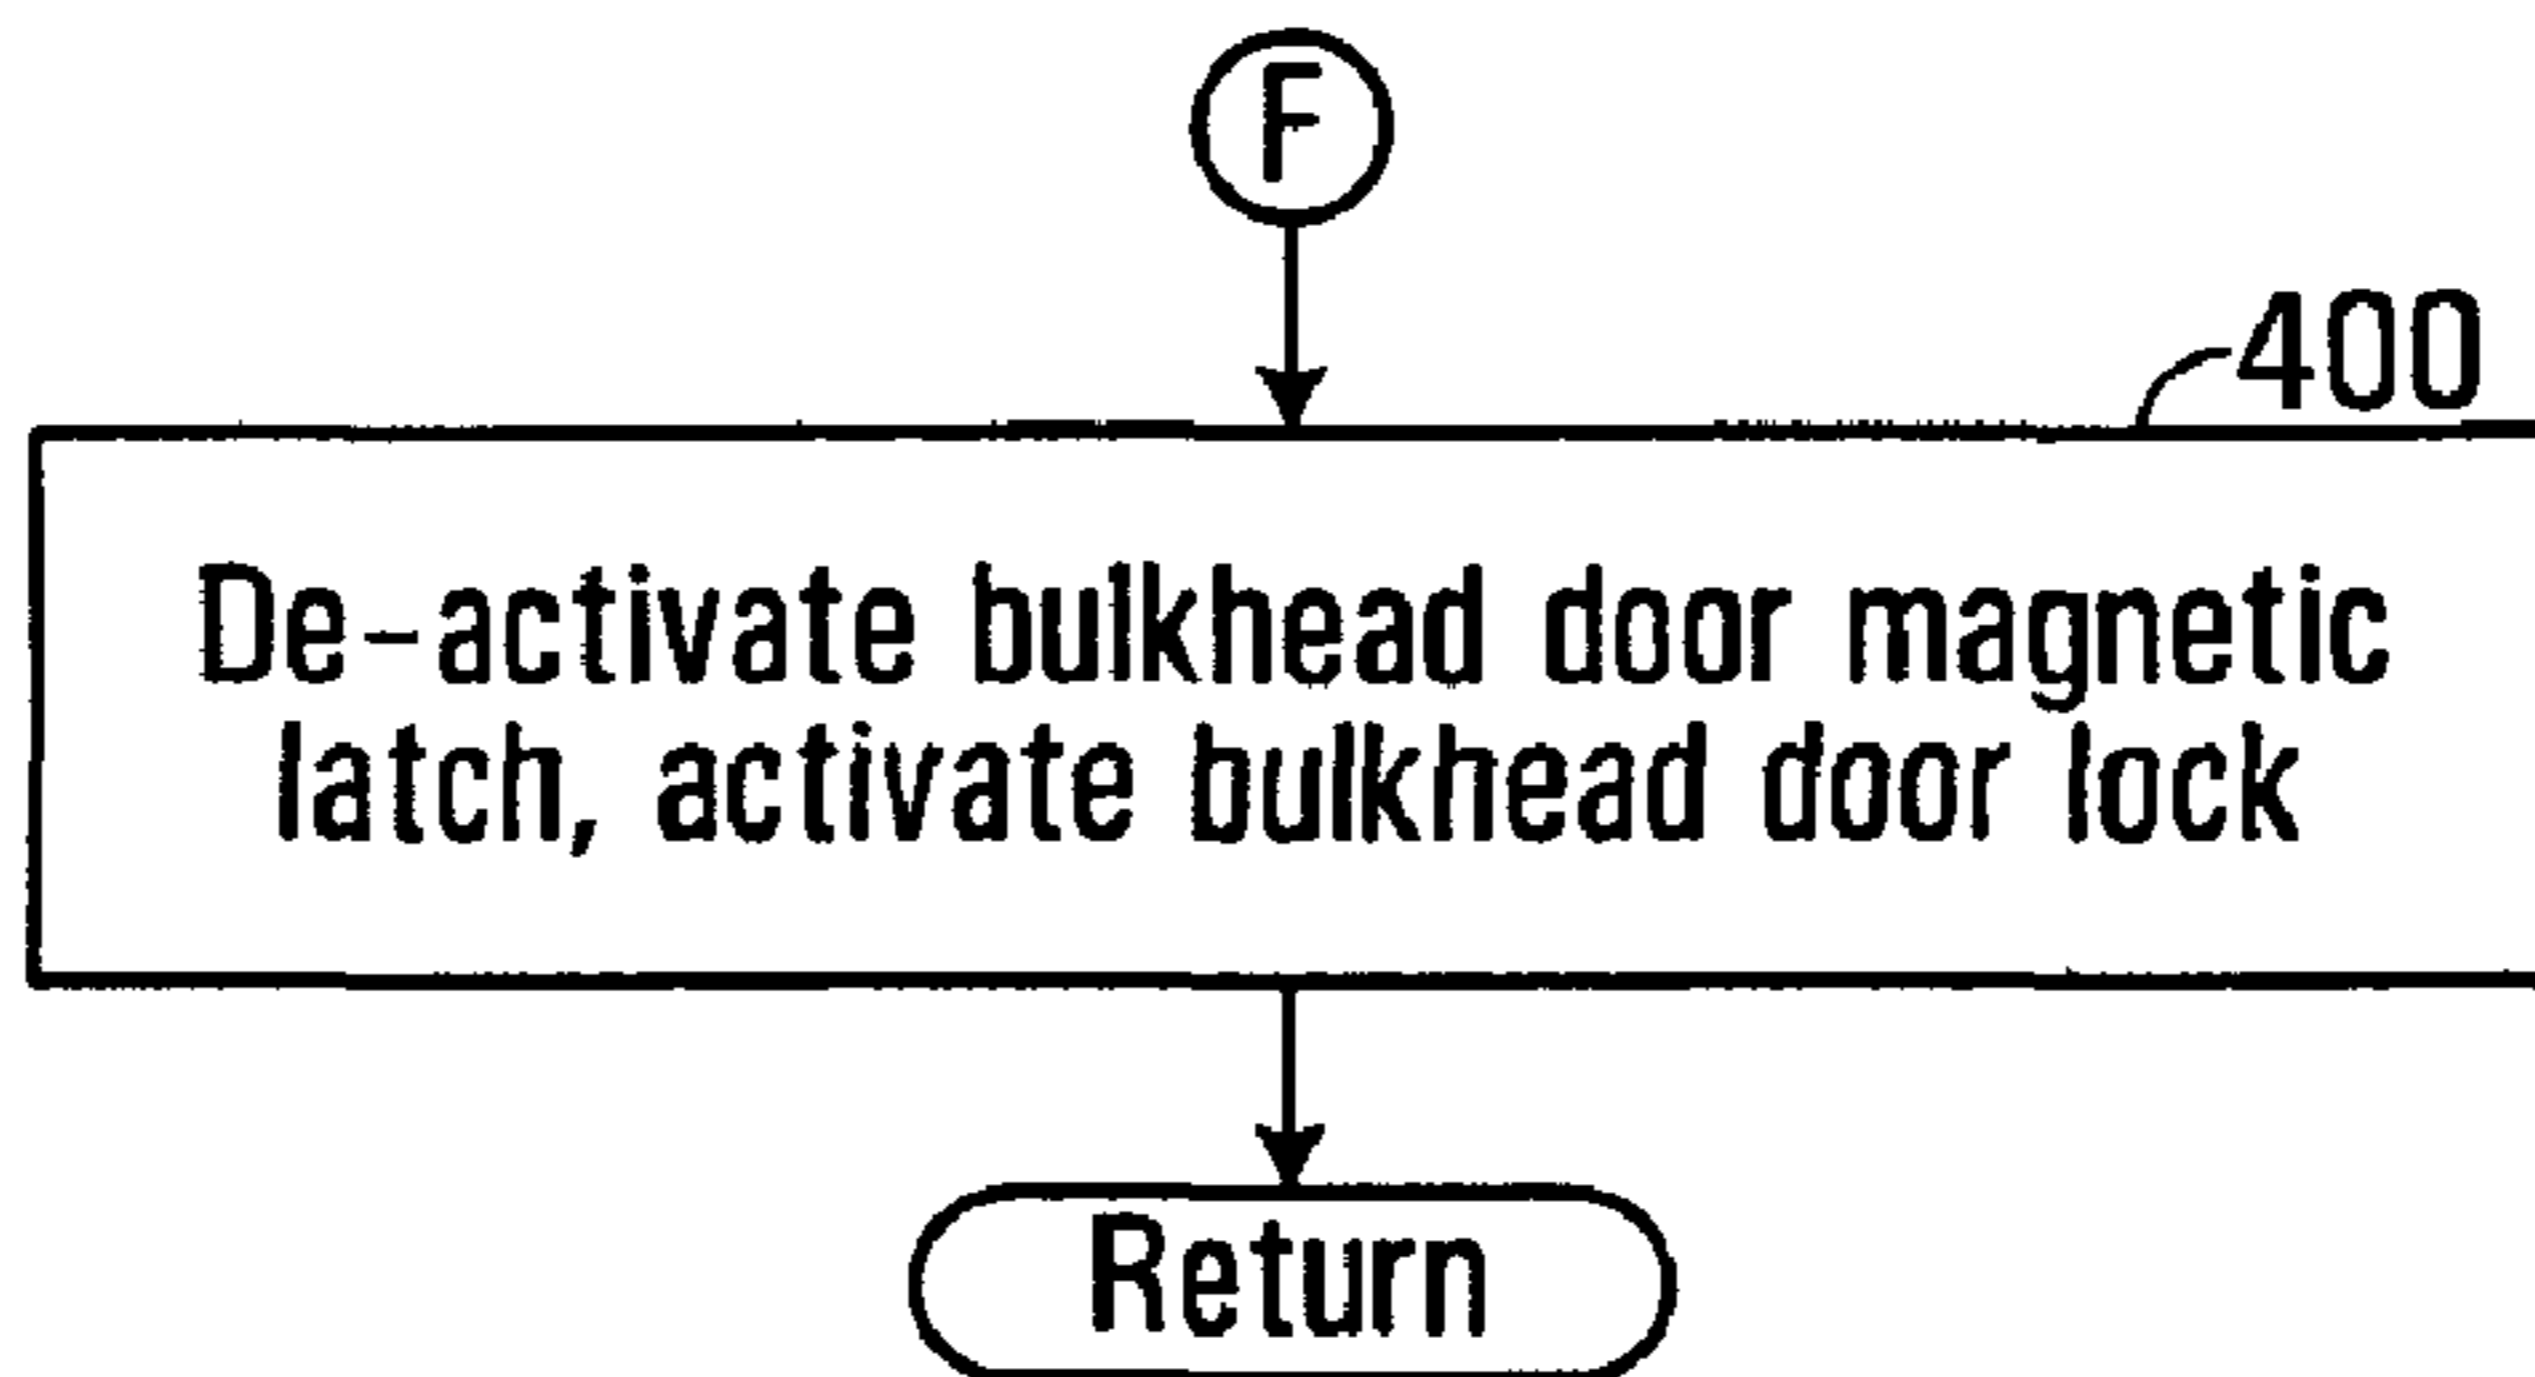 F
400
De-activate bulkhead door magnetic
latch, activate bulkhead door lock
Return